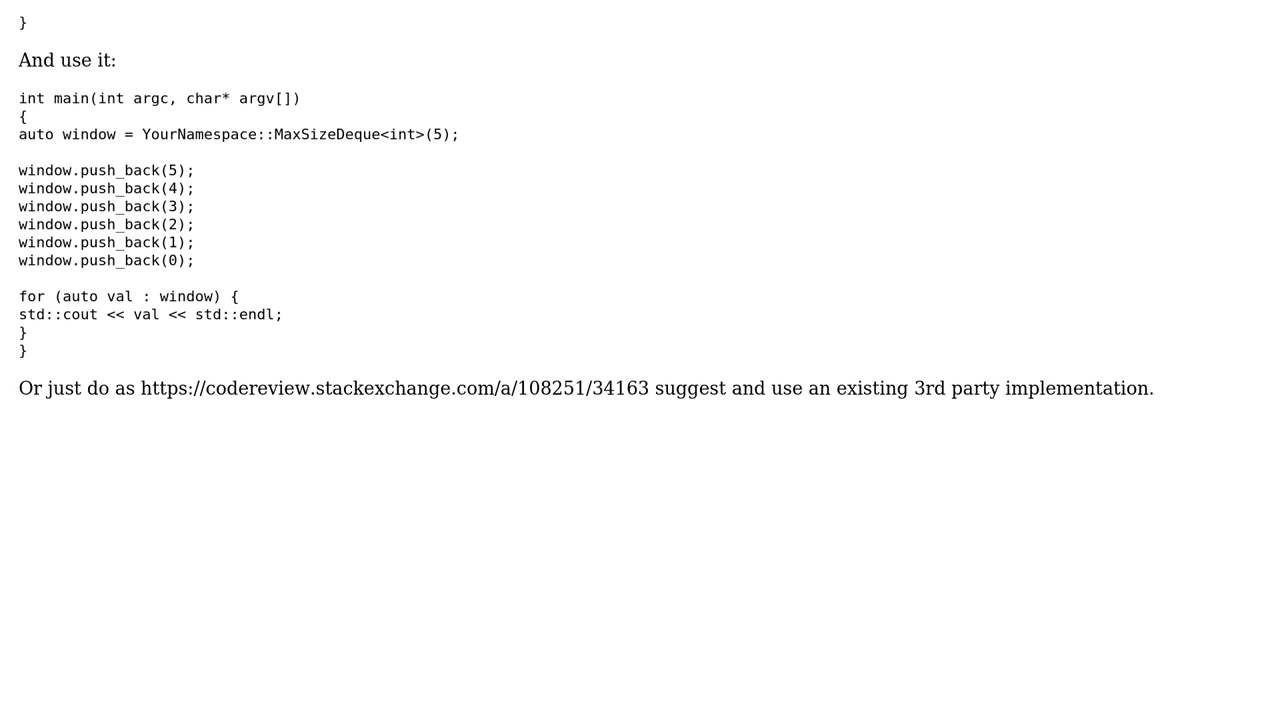 }
And use it:
int main(int argc, char* argv[])
{
auto window = YourNamespace::MaxSizeDeque<int>(5);
window.push_back(5);
window.push_back(4);
window.push_back(3);
window.push_back(2);
window.push_back(1);
window.push_back(0);
for (auto val : window) {
std::cout << val << std::endl;
}
}
Or just do as https://codereview.stackexchange.com/a/108251/34163 suggest and use an existing 3rd party implementation.